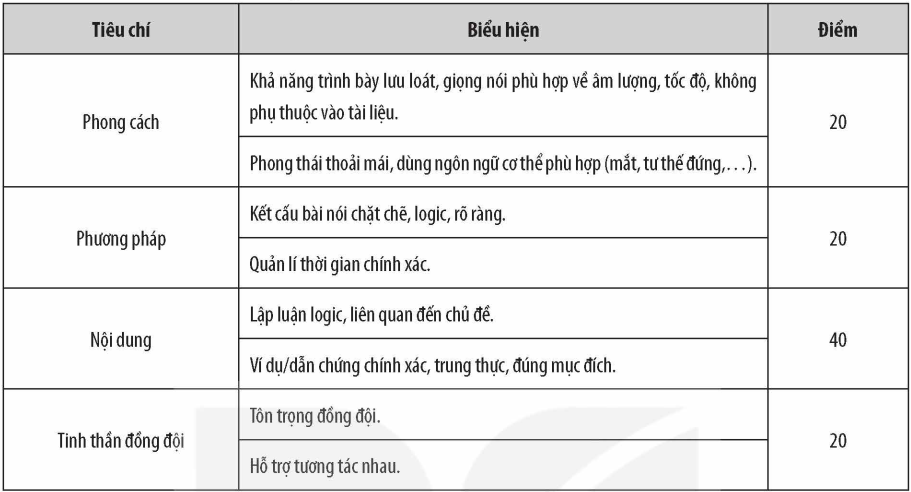 Tiêu chí
Biểu hiện
Điểm
Phong cách
Khả năng trình bày lưu loát, giọng nói phù hợp về âm lượng, tốc độ, không
phụ thuộc vào tài liệu.
Phong thái thoải mái, dùng ngôn ngữ cơ thể phù hợp (mắt, tư thế đứng,…).
20
Phương pháp
Kết cấu bài nói chặt chẽ, logic, rõ ràng.
Quản lí thời gian chính xác.
20
Nội dung
Lập luận logic, liên quan đến chủ đề.
Ví dụ/dẫn chứng chính xác, trung thực, đúng mục đích.
40
Tinh thần đồng đội
Tôn trọng đồng đội.
Hỗ trợ tương tác nhau.
20